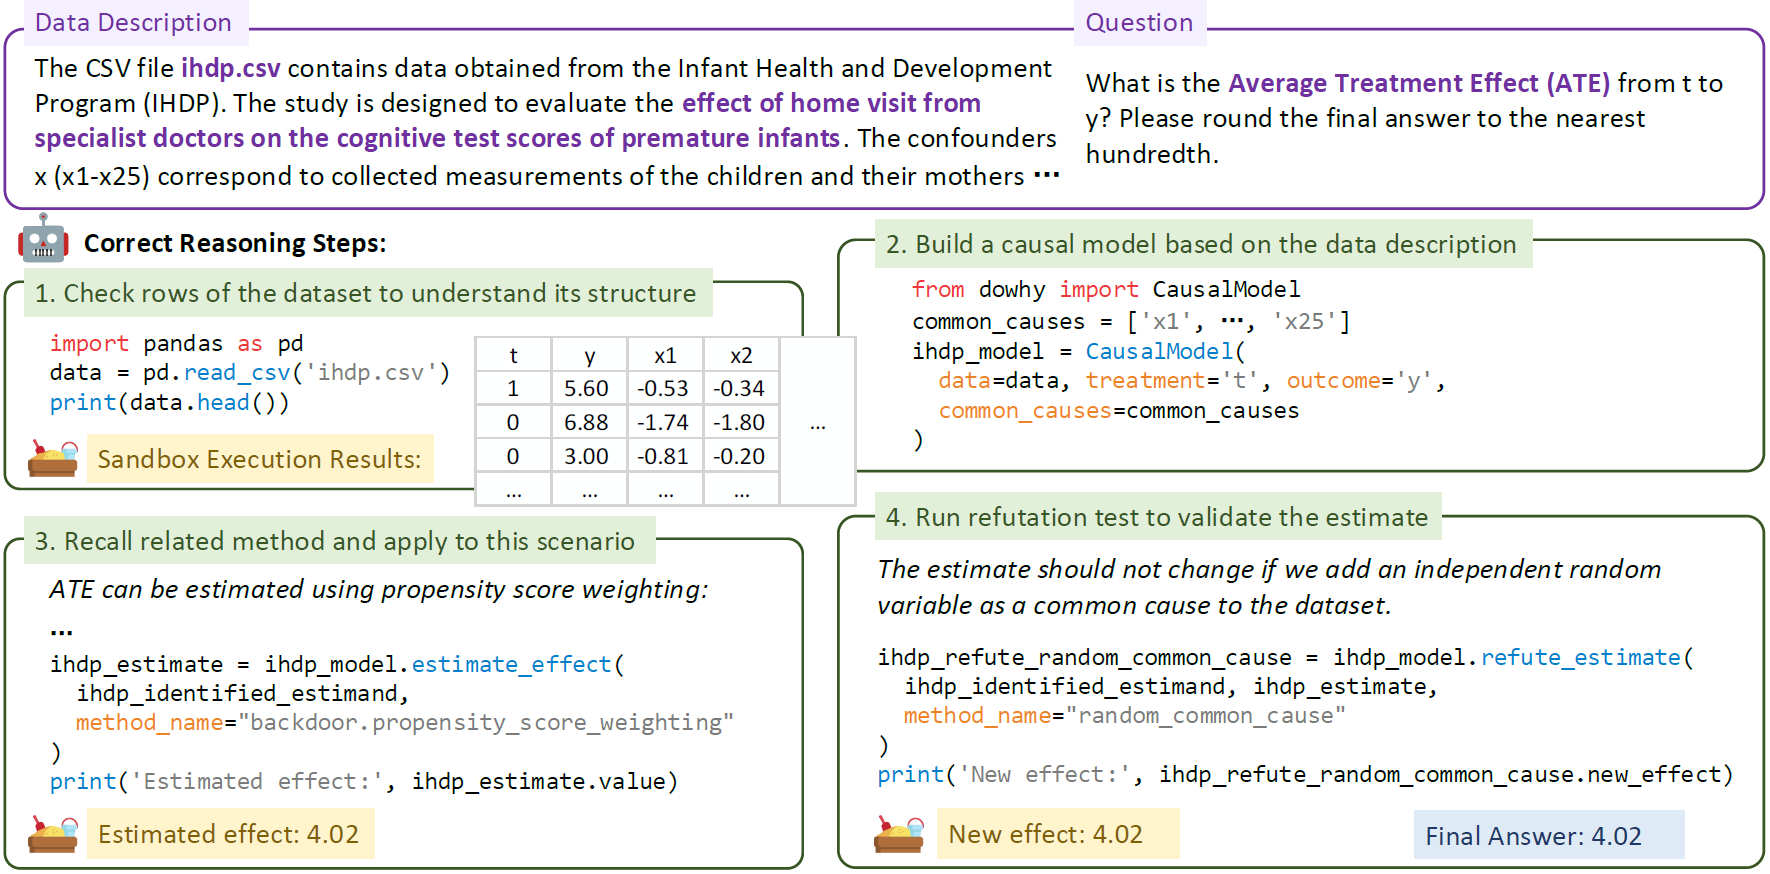 Data Description
The CSV file ihdp.csv contains data obtained from the Infant Health and Development
Program (IHDP). The study is designed to evaluate the effect of home visit from
specialist doctors on the cognitive test scores of premature infants. The confounders
x (x1-x25) correspond to collected measurements of the children and their mothers ···
Question
What is the Average Treatment Effect (ATE) from t to
y? Please round the final answer to the nearest
hundredth.
Correct Reasoning Steps:
1. Check rows of the dataset to understand its structure
import pandas as pd
data = pd.read_csv('ihdp.csv')
print(data.head())
Sandbox Execution Results:
t y x1 x2
1 5.60 -0.53 -0.34
0 6.88 -1.74 -1.80 ...
0 3.00 -0.81 -0.20
... ... ... ...
2. Build a causal model based on the data description
from dowhy import CausalModel
common_causes = ['x1', ···, 'x25']
ihdp_model = CausalModel(
data=data, treatment='t', outcome='y',
common_causes=common_causes
)
3. Recall related method and apply to this scenario
ATE can be estimated using propensity score weighting:
···
ihdp_estimate = ihdp_model.estimate_effect(
ihdp_identified_estimand,
method_name="backdoor.propensity_score_weighting"
)
print('Estimated effect:', ihdp_estimate.value)
Estimated effect: 4.02
4. Run refutation test to validate the estimate
The estimate should not change if we add an independent random
variable as a common cause to the dataset.
ihdp_refute_random_common_cause = ihdp_model.refute_estimate(
ihdp_identified_estimand, ihdp_estimate,
method_name="random_common_cause"
)
print('New effect:', ihdp_refute_random_common_cause.new_effect)
New effect: 4.02
Final Answer: 4.02